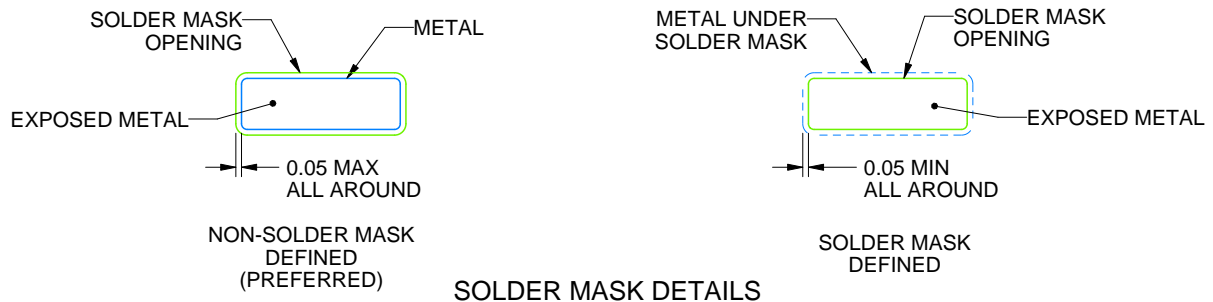 SOLDER MASK
OPENING
METAL
EXPOSED METAL
0.05 MAX
ALL AROUND
NON-SOLDER MASK
DEFINED
(PREFERRED)
METAL UNDER
SOLDER MASK
SOLDER MASK
OPENING
EXPOSED METAL
0.05 MIN
ALL AROUND
SOLDER MASK
DEFINED
SOLDER MASK DETAILS